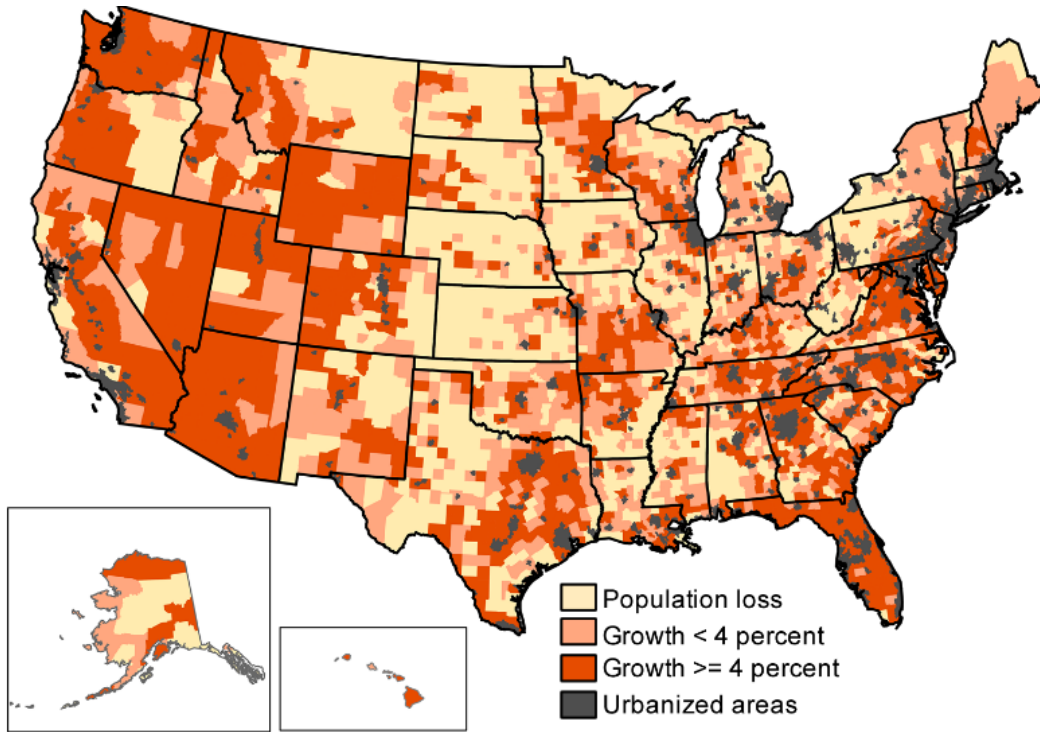 Population loss
Growth < 4 percent
Growth >= 4 percent
Urbanized areas